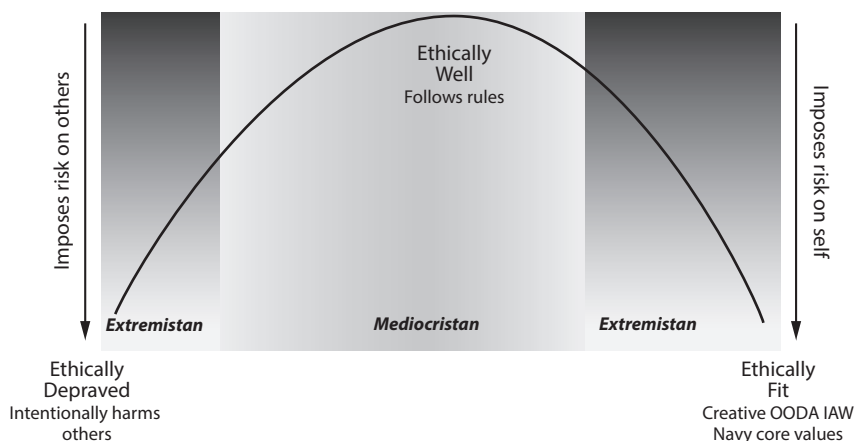 Imposes risk on others
Ethically
Well
Follows rules
Imposes risk on self
Extremistan
Mediocristan
Extremistan
Ethically
Depraved
Intentionally harms
others
Ethically
Fit
Creative OODA IAW
Navy core values